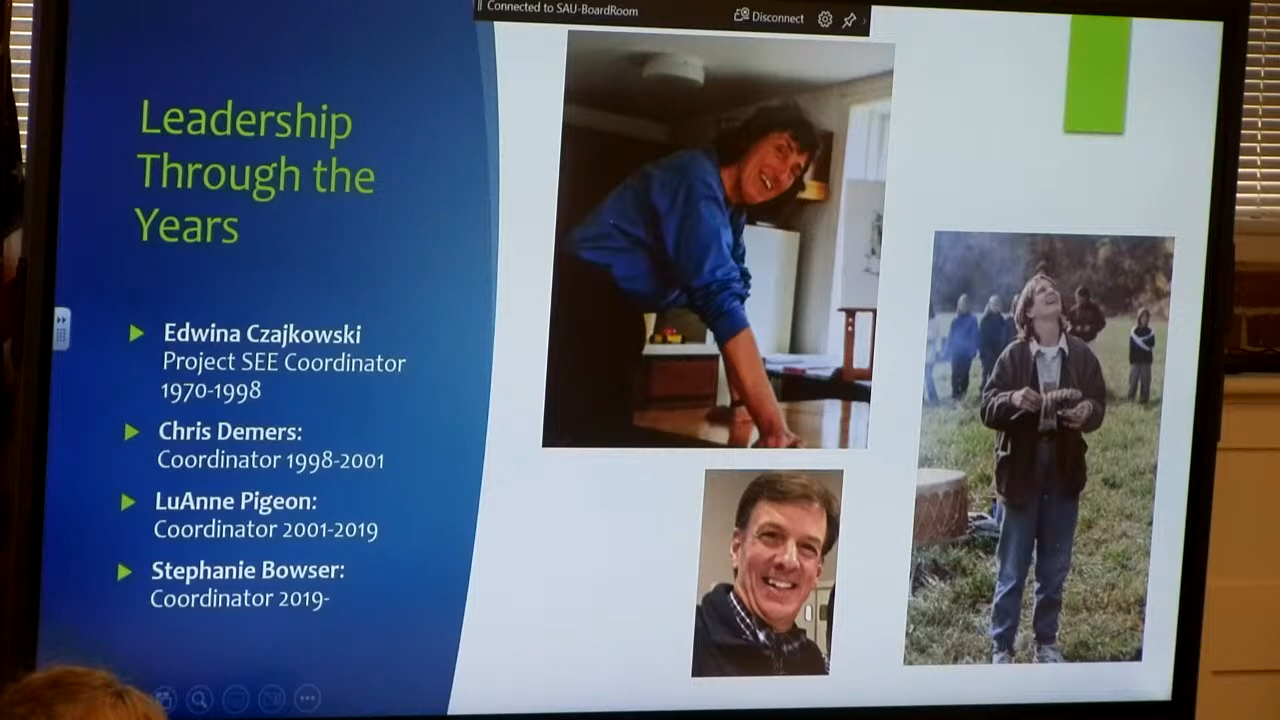 Connected to SAU-BoardRoom
Disconnect
Leadership
Through the
Years
Edwina Czajkowski
Project SEE Coordinator
1970-1998
Chris Demers:
Coordinator 1998-2001
LuAnne Pigeon:
Coordinator 2001-2019
Stephanie Bowser:
Coordinator 2019-